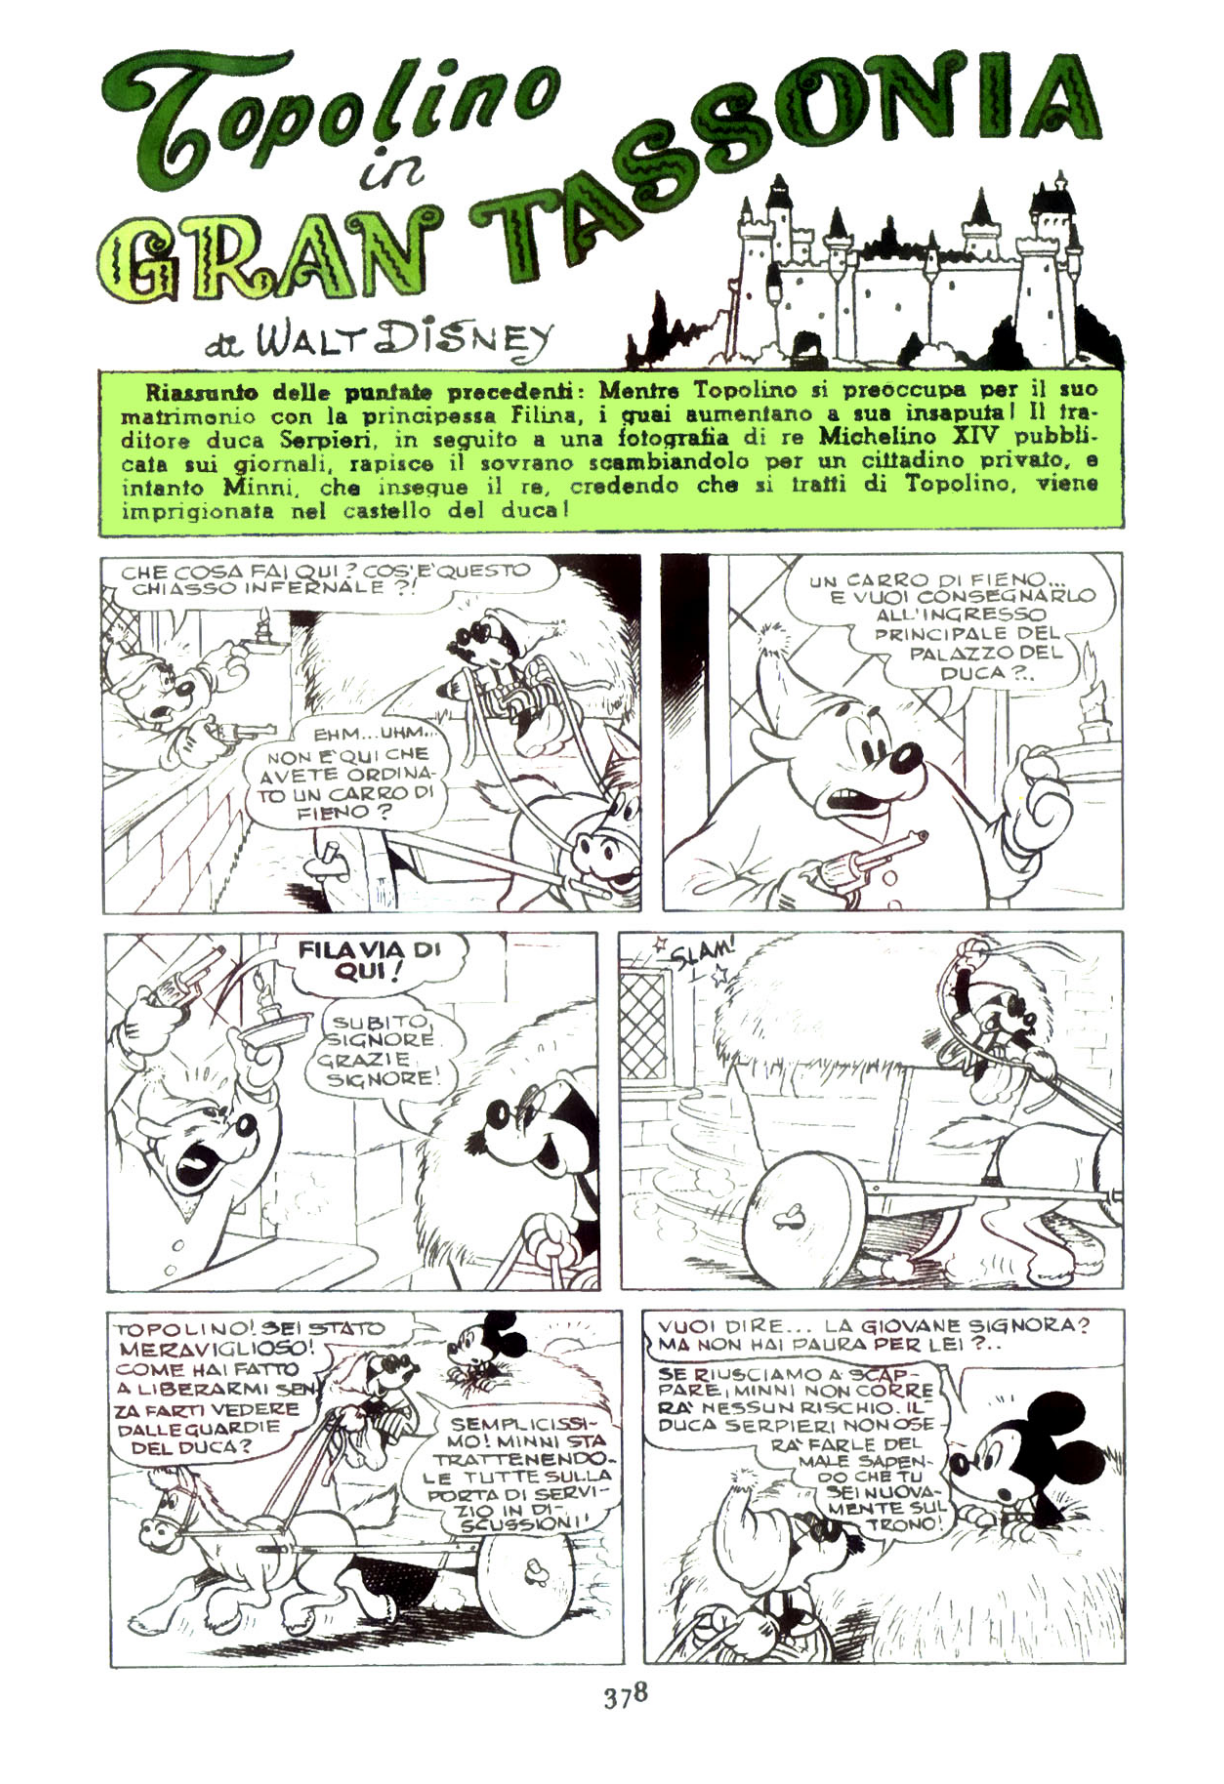 Topolino
in
GRAN TASSONIA
di WALT DISNEY
Riassunto delle puntate precedenti: Mentre Topolino si preoccupa per il suo
matrimonio con la principessa Filina, i guai aumentano a sua insaputa! Il tra-
ditore duca Serpieri, in seguito a una fotografia di re Michelino XIV pubbli-
cata sui giornali, rapisce il sovrano scambiandolo per un cittadino privato, e
intanto Minni, che insegue il re, credendo che si tratti di Topolino, viene
imprigionata nel castello del duca!
CHE COSA FAI QUI? COS'E' QUESTO
CHIASSO INFERNALE?!
EHM...UHM...
NON E' QUI CHE
AVETE ORDINA-
TO UN CARRO DI
FIENO?
UN CARRO DI FIENO...
E VUOI CONSEGNARLO
ALL'INGRESSO
PRINCIPALE DEL
PALAZZO DEL
DUCA?..
FILA VIA DI
QUI!
SUBITO,
SIGNORE.
GRAZIE,
SIGNORE!
SLAM!
TOPOLINO! SEI STATO
MERAVIGLIOSO!
COME HAI FATTO
A LIBERARMI SEN
ZA FARTI VEDERE
DALLE GUARDIE
DEL DUCA?
SEMPLICISSI-
MO! MINNI STA
TRATTENENDO-
LE TUTTE SULLA
PORTA DI SERVI-
ZIO IN DI-
SCUSSIONI!
VUOI DIRE... LA GIOVANE SIGNORA?
MA NON HAI PAURA PER LEI?..
SE RIUSCIAMO A SCAP-
PARE, MINNI NON CORRE
RA' NESSUN RISCHIO. IL
DUCA SERPIERI NON OSE-
RA' FARLE DEL
MALE SAPEN-
DO CHE TU
SEI NUOVA-
MENTE SUL
TRONO!
378